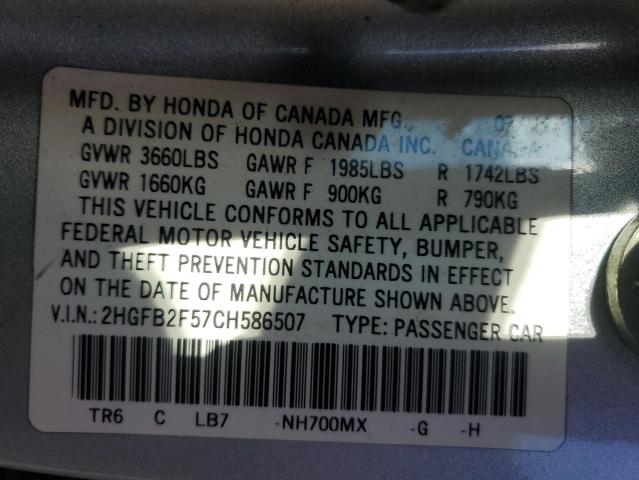 MFD. BY HONDA OF CANADA MFG.
A DIVISION OF HONDA CANADA INC. CANADA
GVWR 3660LBS GAWR F 1985LBS R 1742LBS
GVWR 1660KG GAWR F 900KG R 790KG
THIS VEHICLE CONFORMS TO ALL APPLICABLE
FEDERAL MOTOR VEHICLE SAFETY, BUMPER,
AND THEFT PREVENTION STANDARDS IN EFFECT
ON THE DATE OF MANUFACTURE SHOWN ABOVE.
V.I.N.: 2HGFB2F57CH586507 TYPE: PASSENGER CAR
TR6 C LB7 -NH700MX -G -H